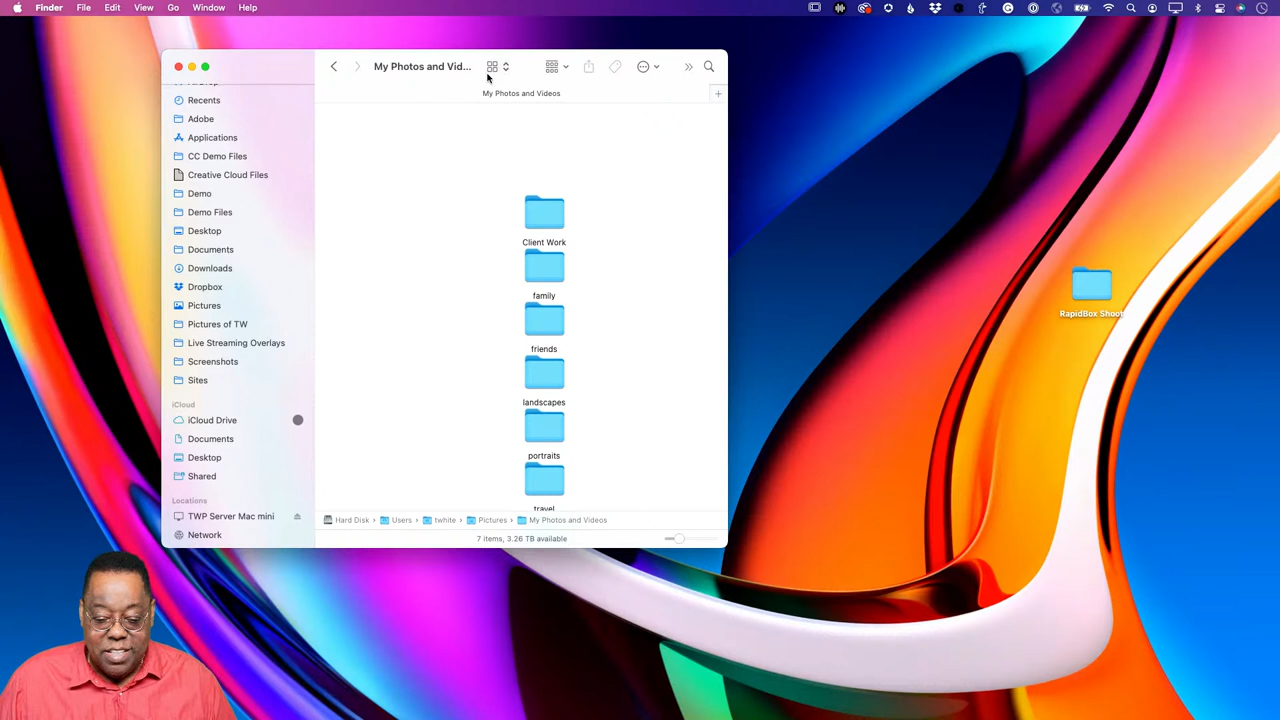 File Edit View Go Window Help
My Photos and Vid...
My Photos and Videos
Recents
Adobe
Applications
CC Demo Files
Creative Cloud Files
Demo
Demo Files
Desktop
Documents
Downloads
Dropbox
Pictures
Pictures of TW
Live Streaming Overlays
Screenshots
Sites
iCloud
iCloud Drive
Documents
Desktop
Shared
Locations
TWP Server Mac mini
Network
Client Work
family
friends
landscapes
portraits
travel
Hard Disk › Users › twhite › Pictures › My Photos and Videos
7 items, 3.26 TB available
RapidBox Shoot